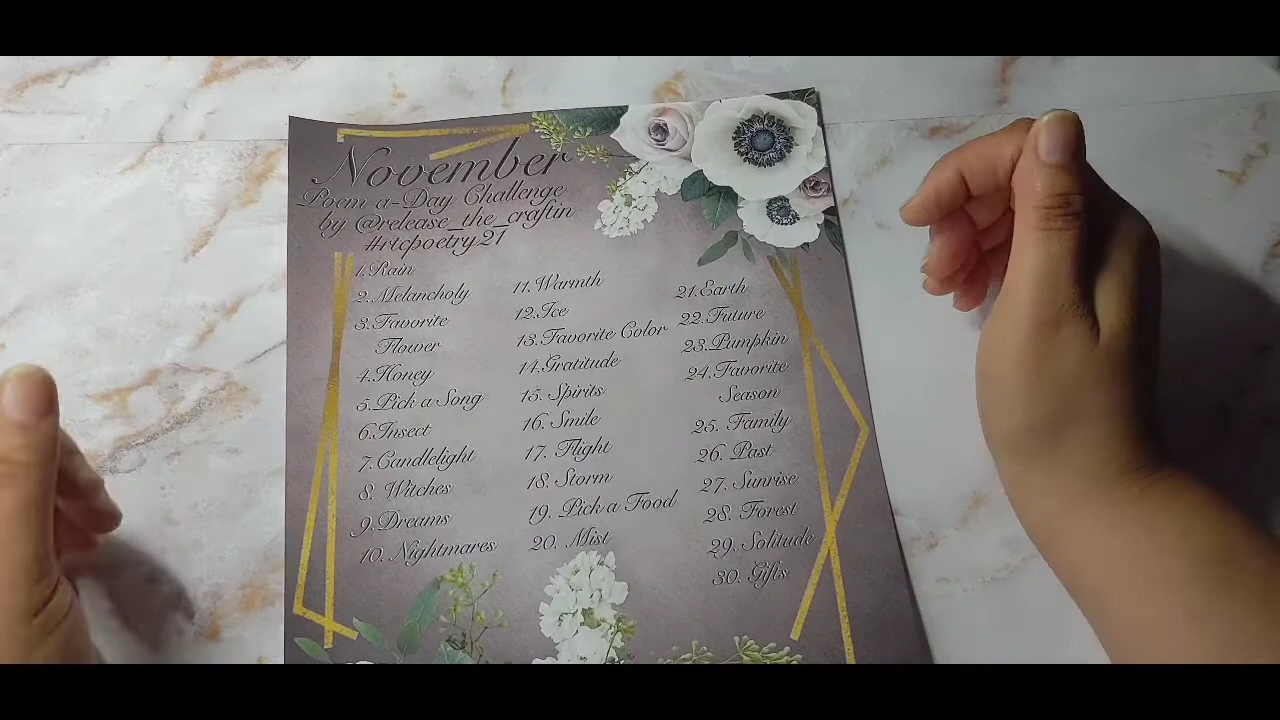 November
Poem-a-Day Challenge
by @release_the_craftin
#rtcpoetry21
1.Rain
2.Melancholy
3.Favorite
Flower
4.Honey
5.Pick a Song
6.Insect
7.Candlelight
8. Witches
9.Dreams
10. Nightmares
11.Warmth
12.Ice
13.Favorite Color
14.Gratitude
15.Spirits
16.Smile
17. Flight
18. Storm
19. Pick a Food
20. Mist
21.Earth
22.Future
23.Pumpkin
24.Favorite
Season
25. Family
26. Past
27. Sunrise
28. Forest
29. Solitude
30. Gifts